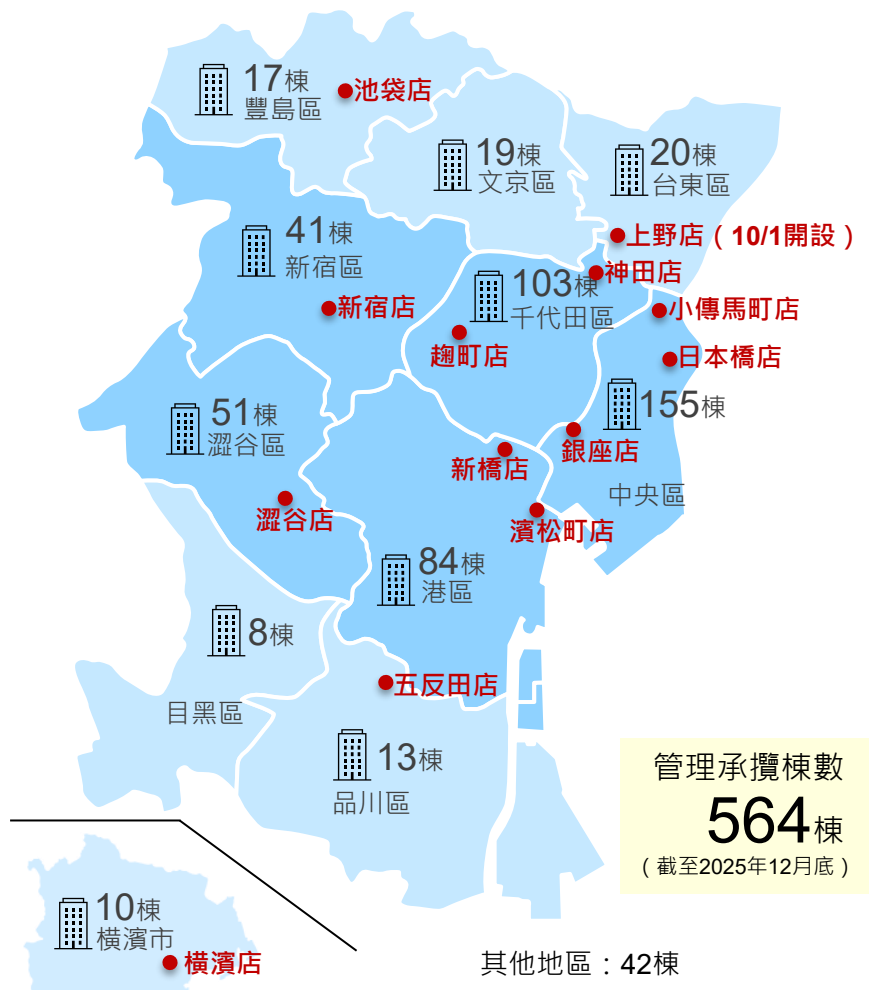 17棟
豐島區
池袋店
19棟
文京區
20棟
台東區
上野店（10/1開設）
41棟
新宿區
新宿店
103棟
千代田區
神田店
小傳馬町店
麹町店
日本橋店
155棟
中央區
51棟
澀谷區
澀谷店
新橋店
銀座店
濱松町店
84棟
港區
8棟
目黑區
五反田店
13棟
品川區
管理承攬棟數
564棟
（截至2025年12月底）
10棟
橫濱市
橫濱店
其他地區：42棟